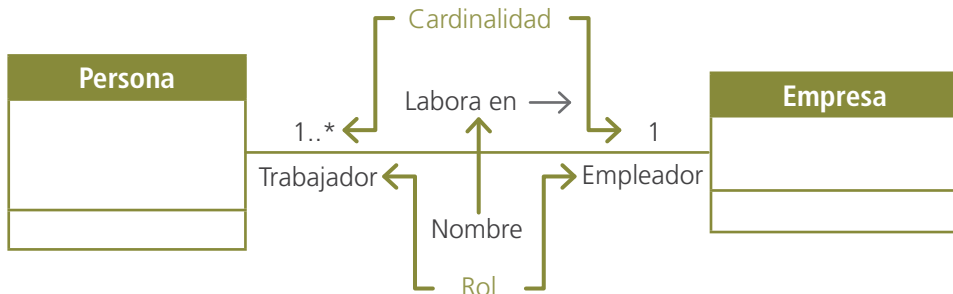 Cardinalidad
Persona
Empresa
Labora en
1..*
1
Trabajador
Empleador
Nombre
Rol